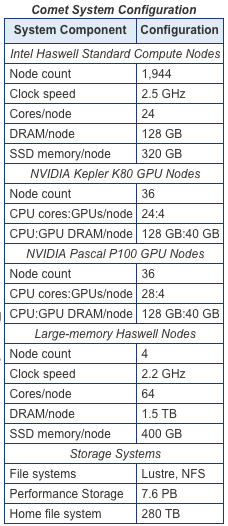 Comet System Configuration
System Component Configuration
Intel Haswell Standard Compute Nodes
Node count 1,944
Clock speed 2.5 GHz
Cores/node 24
DRAM/node 128 GB
SSD memory/node 320 GB
NVIDIA Kepler K80 GPU Nodes
Node count 36
CPU cores:GPUs/node 24:4
CPU:GPU DRAM/node 128 GB:40 GB
NVIDIA Pascal P100 GPU Nodes
Node count 36
CPU cores:GPUs/node 28:4
CPU:GPU DRAM/node 128 GB:40 GB
Large-memory Haswell Nodes
Node count 4
Clock speed 2.2 GHz
Cores/node 64
DRAM/node 1.5 TB
SSD memory/node 400 GB
Storage Systems
File systems Lustre, NFS
Performance Storage 7.6 PB
Home file system 280 TB